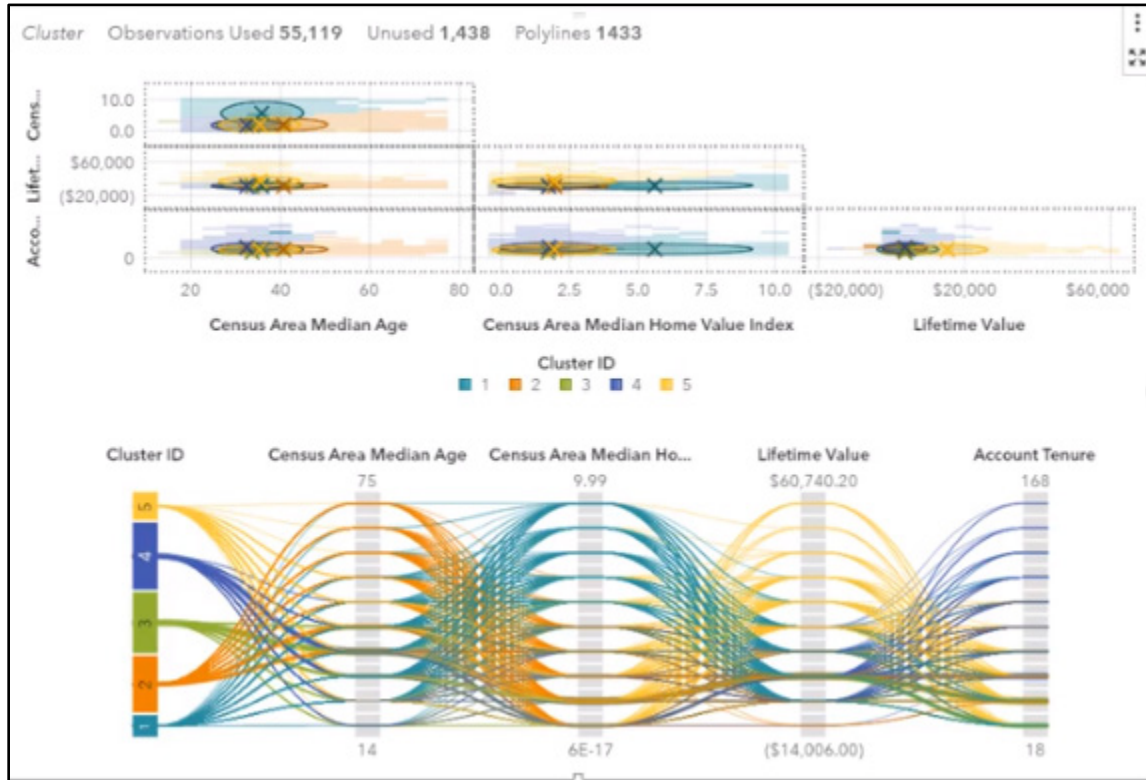 Cluster Observations Used 55,119 Unused 1,438 Polylines 1433
Cens...
10.0
0.0
Lifet...
$60,000
($20,000)
Acco...
0
20 40 60 80 0.0 2.5 5.0 7.5 10.0 ($20,000) $20,000 $60,000
Census Area Median Age Census Area Median Home Value Index Lifetime Value
Cluster ID
1 2 3 4 5
Cluster ID Census Area Median Age Census Area Median Ho... Lifetime Value Account Tenure
75 9.99 $60,740.20 168
5
4
3
2
1
14 6E-17 ($14,006.00) 18